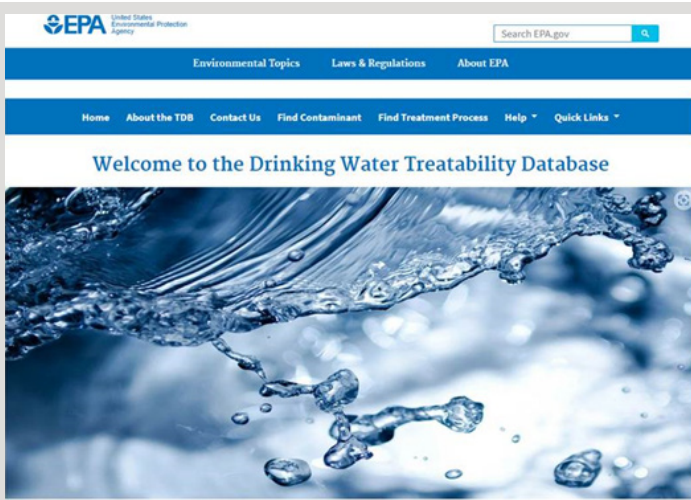 EPA
United States
Environmental Protection
Agency
Search EPA.gov
Environmental Topics Laws & Regulations About EPA
Home About the TDB Contact Us Find Contaminant Find Treatment Process Help Quick Links
Welcome to the Drinking Water Treatability Database